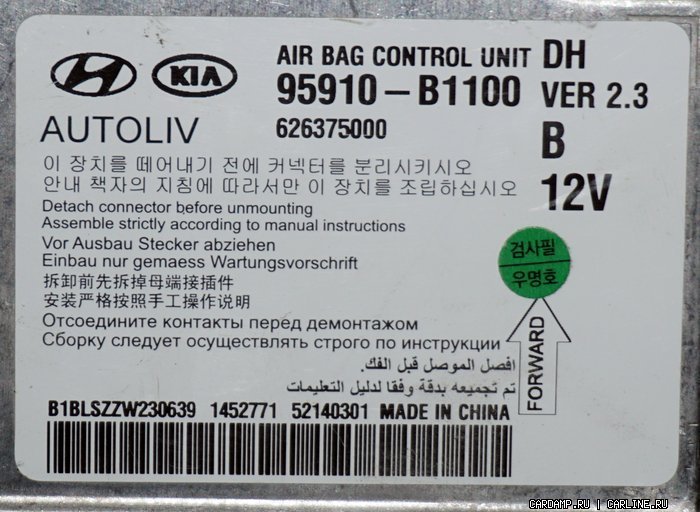 HYUNDAI KIA AIR BAG CONTROL UNIT DH
95910-B1100 VER 2.3
AUTOLIV 626375000 B
12V
이 장치를 떼어내기 전에 커넥터를 분리시키시오
안내 책자의 지침에 따라서만 이 장치를 조립하십시오
Detach connector before unmounting
Assemble strictly according to manual instructions
Vor Ausbau Stecker abziehen
Einbau nur gemaess Wartungsvorschrift
검사필
우명호
拆卸前先拆掉母端接插件
安装严格按照手工操作说明
Отсоедините контакты перед демонтажом
Сборку следует осуществлять строго по инструкции
افصل الموصل قبل الفك.
تم تجميعه بدقة وفقا لدليل التعليمات
FORWARD
B1BLSZZW230639 1452771 52140301 MADE IN CHINA
CARDAMP.RU | CARLINE.RU